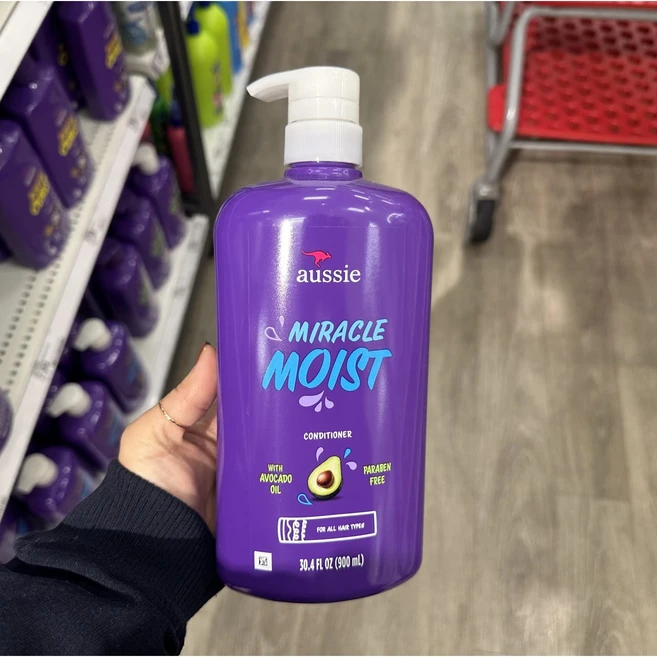 aussie
MIRACLE
MOIST
CONDITIONER
WITH
AVOCADO
OIL
PARABEN
FREE
FOR ALL HAIR TYPES
30.4 FL OZ (900 mL)